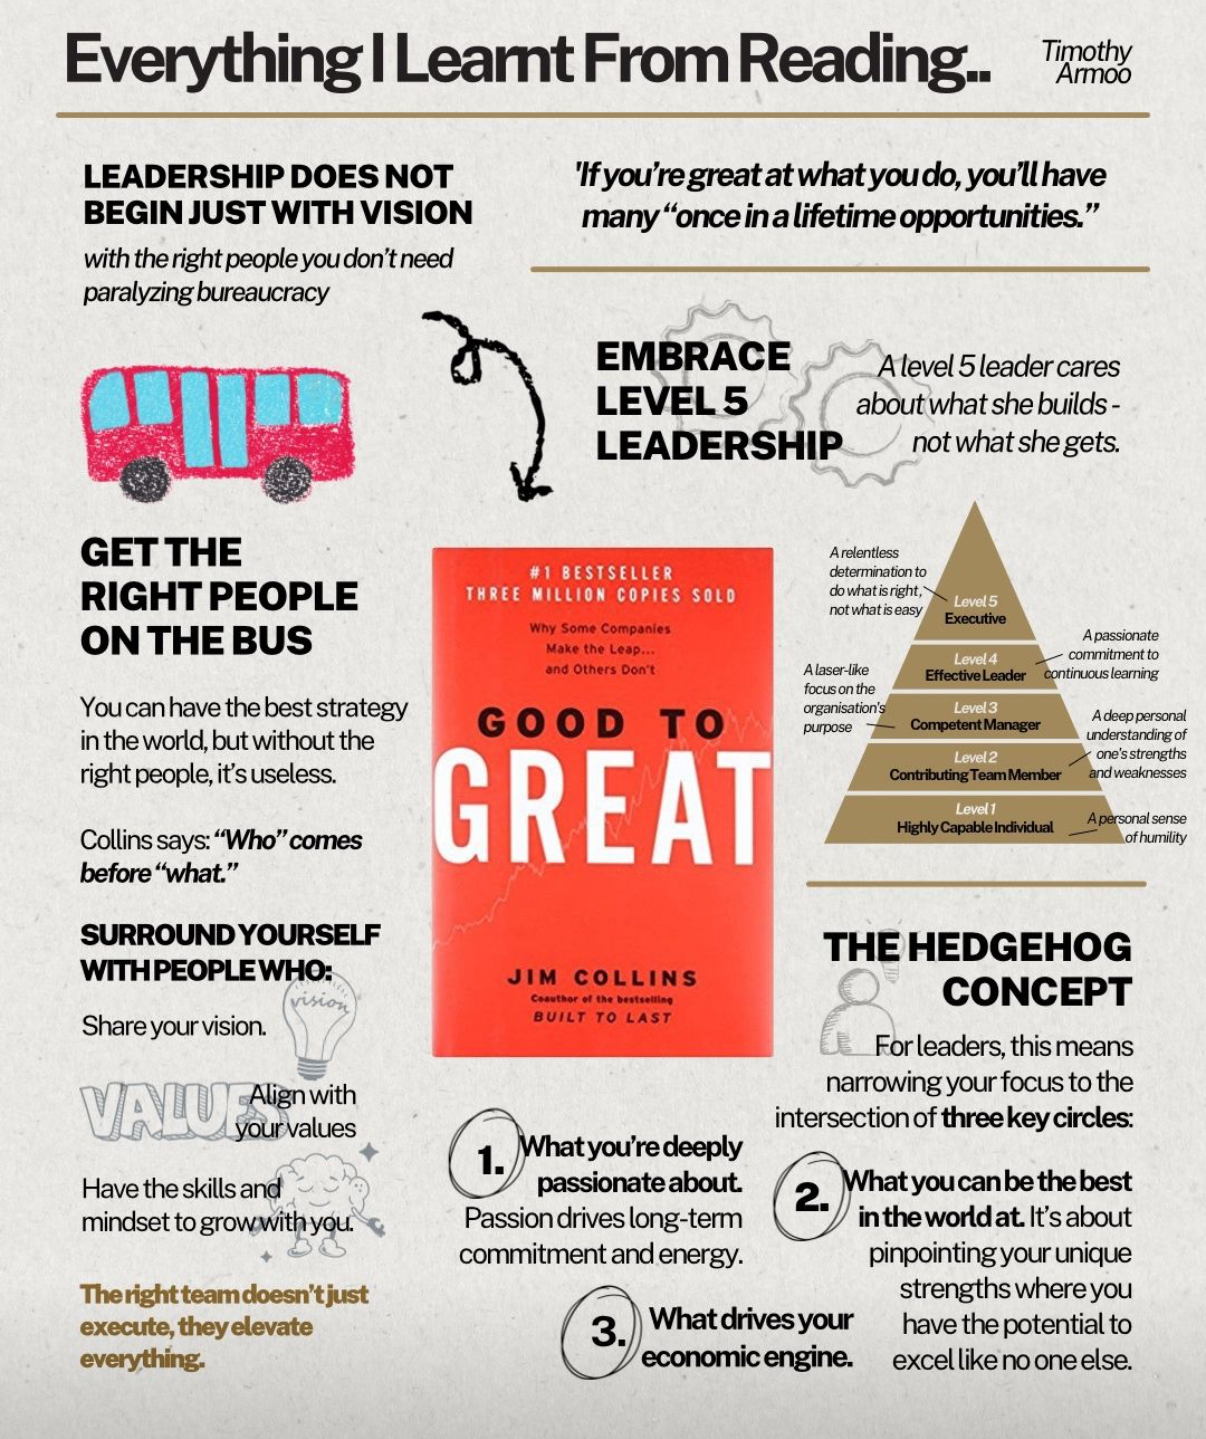 Everything I Learnt From Reading..
Timothy
Armoo
LEADERSHIP DOES NOT
BEGIN JUST WITH VISION
with the right people you don't need
paralyzing bureaucracy
'If you're great at what you do, you'll have
many “once in a lifetime opportunities.”
EMBRACE
LEVEL 5
LEADERSHIP
A level 5 leader cares
about what she builds -
not what she gets.
GET THE
RIGHT PEOPLE
ON THE BUS
You can have the best strategy
in the world, but without the
right people, it's useless.
Collins says: “Who” comes
before “what.”
SURROUND YOURSELF
WITH PEOPLE WHO:
vision
Share your vision.
VALUES
Align with
your values
Have the skills and
mindset to grow with you.
The right team doesn't just
execute, they elevate
everything.
#1 BESTSELLER
THREE MILLION COPIES SOLD
Why Some Companies
Make the Leap...
and Others Don't
GOOD TO
GREAT
JIM COLLINS
Coauthor of the bestselling
BUILT TO LAST
A relentless
determination to
do what is right,
not what is easy
Level 5
Executive
A passionate
commitment to
continuous learning
Level 4
Effective Leader
A laser-like
focus on the
organisation's
purpose
Level 3
Competent Manager
A deep personal
understanding of
one's strengths
and weaknesses
Level 2
Contributing Team Member
Level 1
Highly Capable Individual
A personal sense
of humility
THE HEDGEHOG
CONCEPT
For leaders, this means
narrowing your focus to the
intersection of three key circles:
1.
What you're deeply
passionate about.
Passion drives long-term
commitment and energy.
2.
What you can be the best
in the world at. It's about
pinpointing your unique
strengths where you
have the potential to
excel like no one else.
3.
What drives your
economic engine.